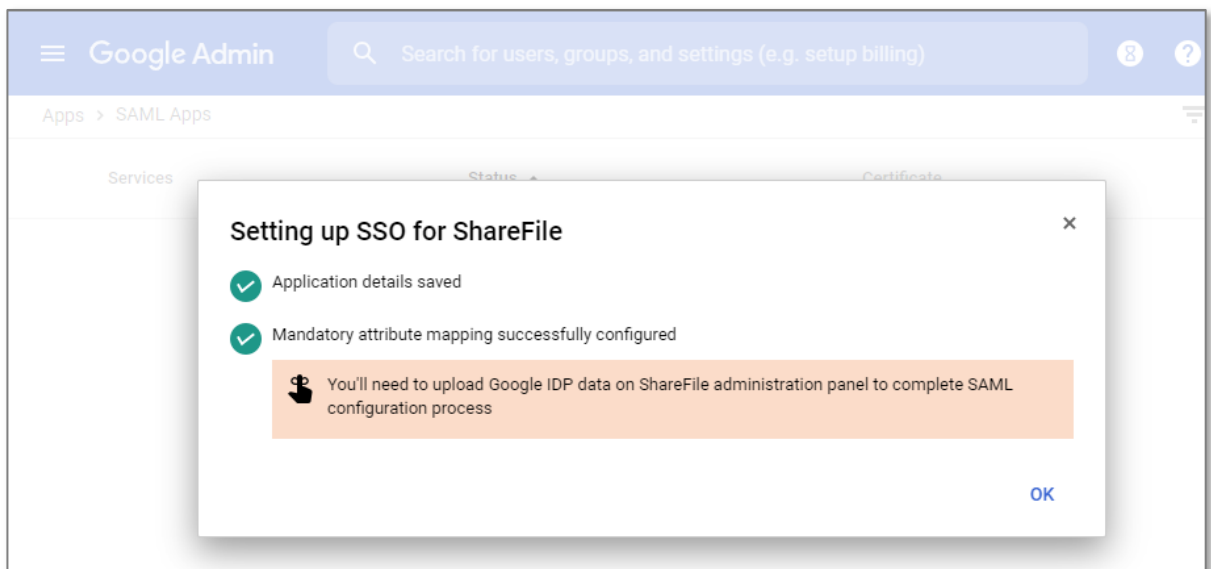 Google Admin
Search for users, groups, and settings (e.g. setup billing)
?
Apps > SAML Apps
Services
Status
Certificate
Setting up SSO for ShareFile
×
Application details saved
Mandatory attribute mapping successfully configured
You'll need to upload Google IDP data on ShareFile administration panel to complete SAML
configuration process
OK